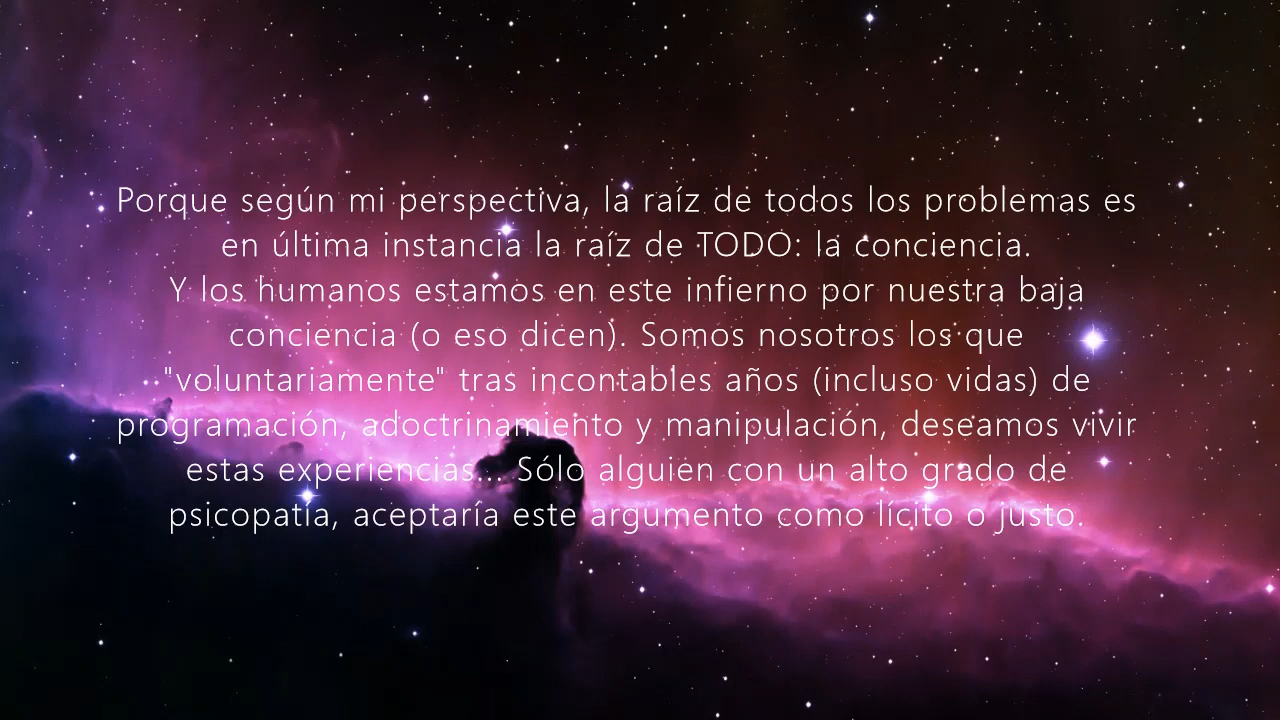 Porque según mi perspectiva, la raíz de todos los problemas es
en última instancia la raíz de TODO: la conciencia.
Y los humanos estamos en este infierno por nuestra baja
conciencia (o eso dicen). Somos nosotros los que
"voluntariamente" tras incontables años (incluso vidas) de
programación, adoctrinamiento y manipulación, deseamos vivir
estas experiencias... Sólo alguien con un alto grado de
psicopatía, aceptaría este argumento como lícito o justo.